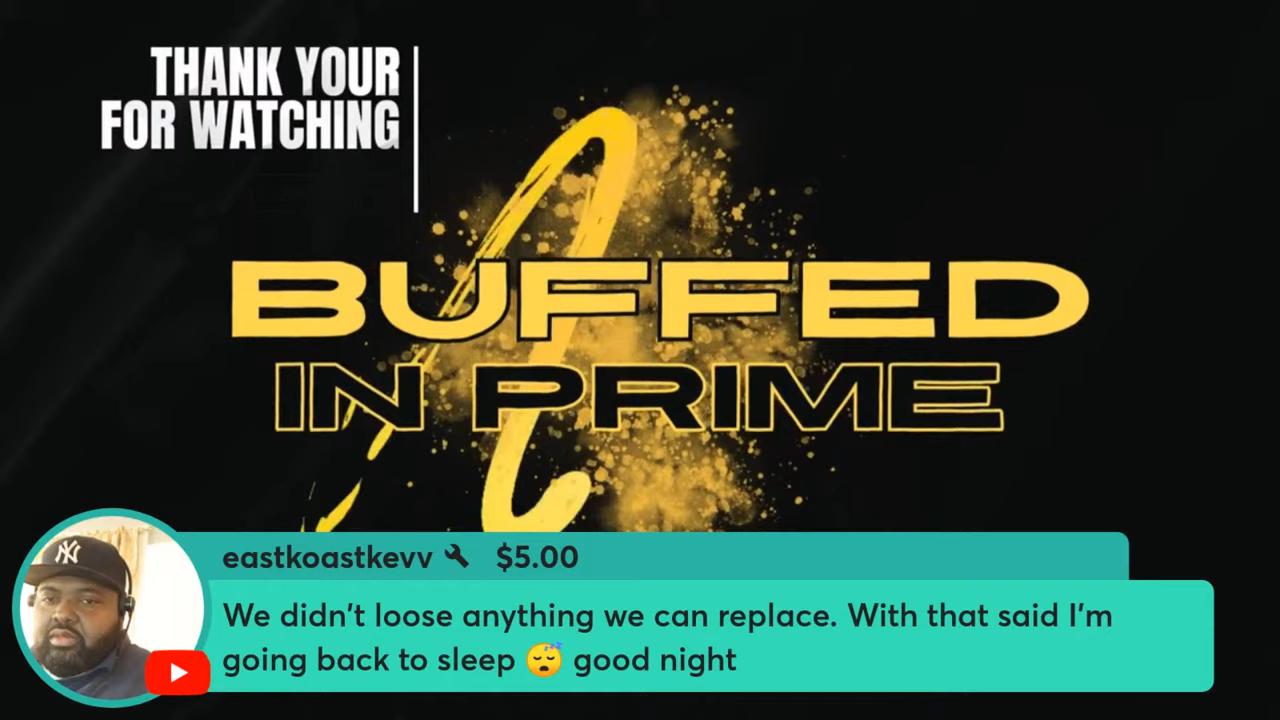 THANK YOUR
FOR WATCHING
BUFFED
IN PRIME
eastkoastkevv 🔧 $5.00
We didn't loose anything we can replace. With that said I'm
going back to sleep 😴 good night